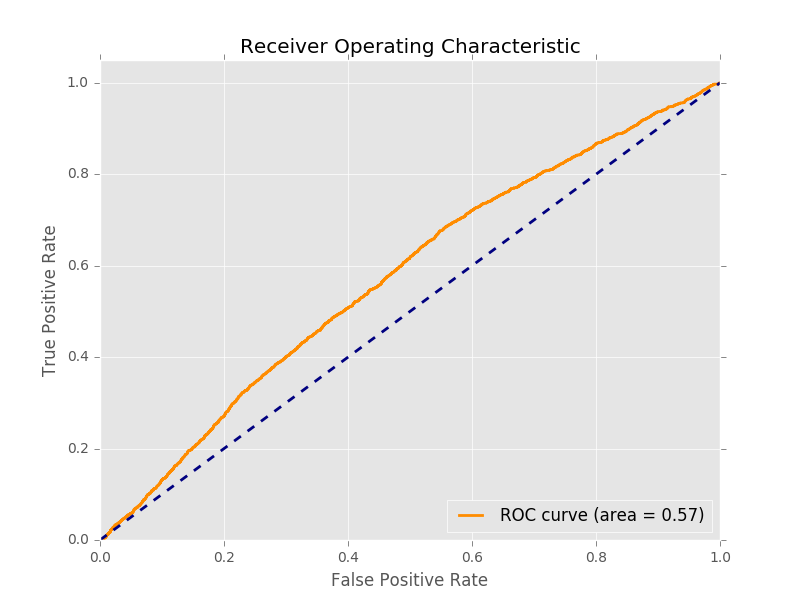 Receiver Operating Characteristic
1.0
0.8
0.6
0.4
0.2
0.0
True Positive Rate
ROC curve (area = 0.57)
0.0 0.2 0.4 0.6 0.8 1.0
False Positive Rate